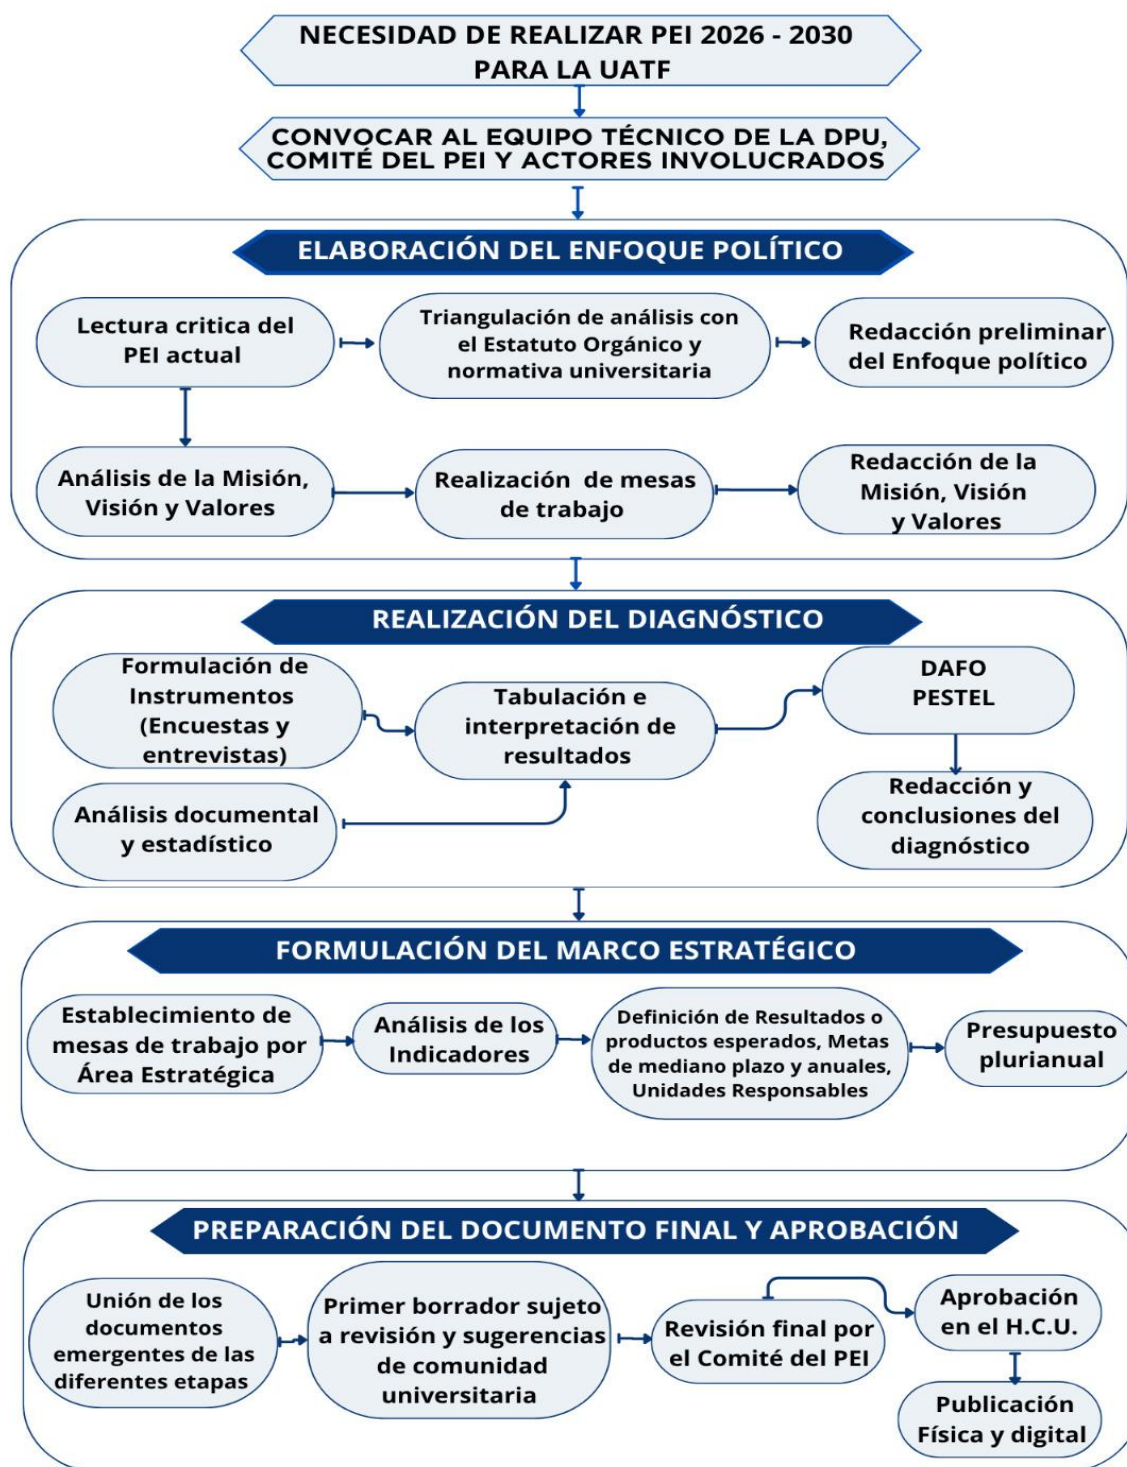 NECESIDAD DE REALIZAR PEI 2026 - 2030
PARA LA UATF
CONVOCAR AL EQUIPO TÉCNICO DE LA DPU,
COMITÉ DEL PEI Y ACTORES INVOLUCRADOS
ELABORACIÓN DEL ENFOQUE POLÍTICO
Lectura critica del
PEI actual
Triangulación de análisis con
el Estatuto Orgánico y
normativa universitaria
Redacción preliminar
del Enfoque político
Análisis de la Misión,
Visión y Valores
Realización de mesas
de trabajo
Redacción de la
Misión, Visión
y Valores
REALIZACIÓN DEL DIAGNÓSTICO
Formulación de
Instrumentos
(Encuestas y
entrevistas)
Tabulación e
interpretación de
resultados
DAFO
PESTEL
Análisis documental
y estadístico
Redacción y
conclusiones del
diagnóstico
FORMULACIÓN DEL MARCO ESTRATÉGICO
Establecimiento de
mesas de trabajo por
Área Estratégica
Análisis de los
Indicadores
Definición de Resultados o
productos esperados, Metas
de mediano plazo y anuales,
Unidades Responsables
Presupuesto
plurianual
PREPARACIÓN DEL DOCUMENTO FINAL Y APROBACIÓN
Unión de los
documentos
emergentes de las
diferentes etapas
Primer borrador sujeto
a revisión y sugerencias
de comunidad
universitaria
Revisión final por
el Comité del PEI
Aprobación
en el H.C.U.
Publicación
Física y digital